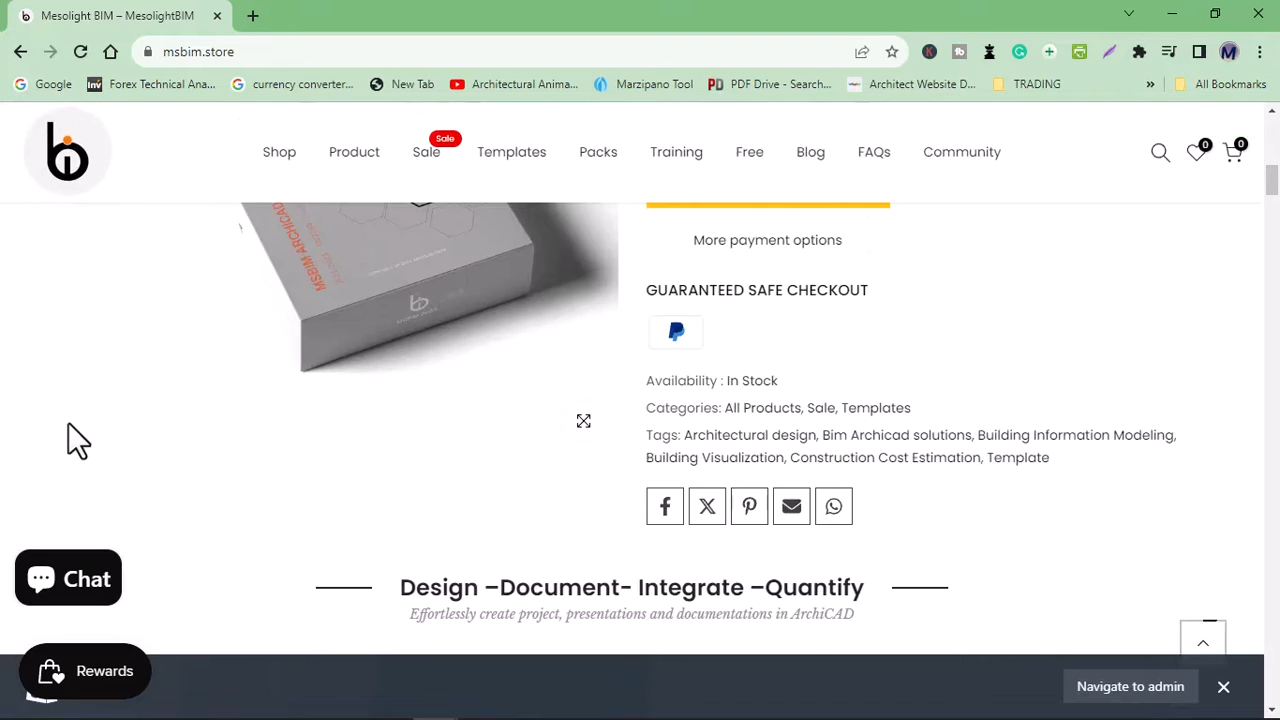 Mesolight BIM – MesolightBIM
msbim.store
Google
Forex Technical Ana...
currency converter...
New Tab
Architectural Anima...
Marzipano Tool
PDF Drive - Search...
Architect Website D...
TRADING
»
All Bookmarks
Shop
Product
Sale
Sale
Templates
Packs
Training
Free
Blog
FAQs
Community
0
0
MSBIM ARCHICAD
More payment options
GUARANTEED SAFE CHECKOUT
Availability : In Stock
Categories: All Products, Sale, Templates
Tags: Architectural design, Bim Archicad solutions, Building Information Modeling,
Building Visualization, Construction Cost Estimation, Template
Design –Document- Integrate –Quantify
Effortlessly create project, presentations and documentations in ArchiCAD
Chat
Rewards
Navigate to admin